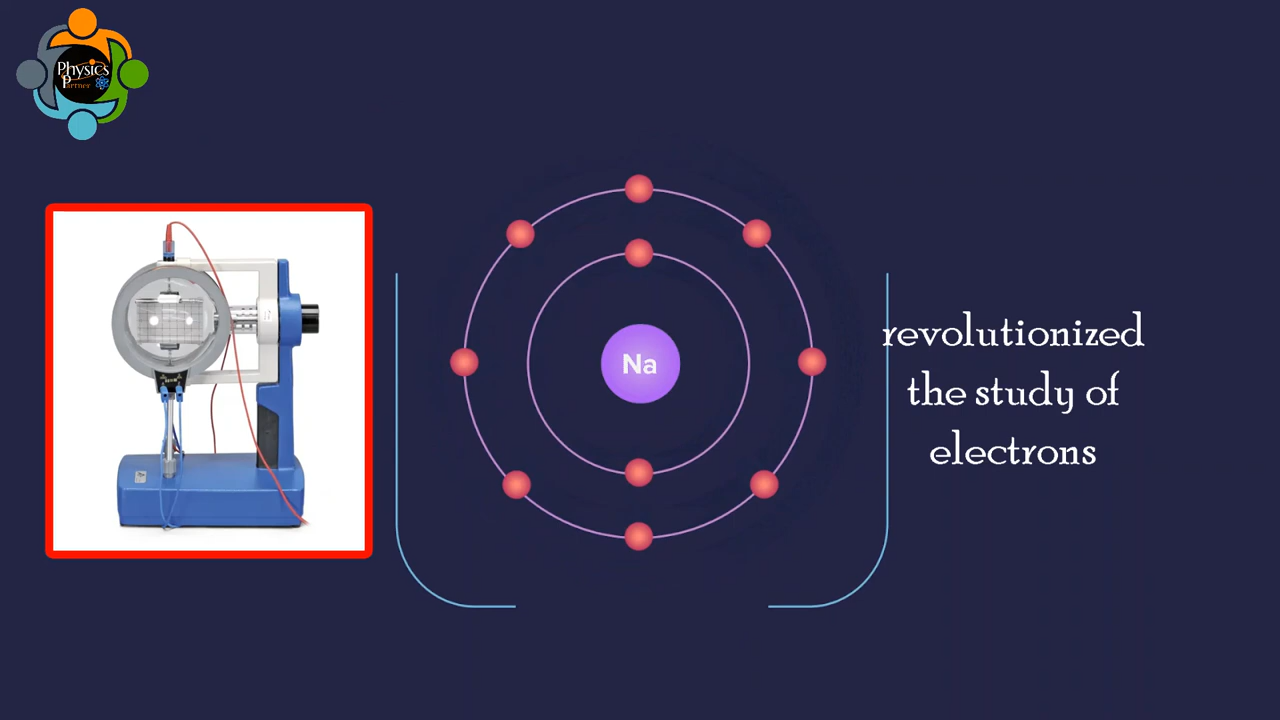 Physics
Partner
Na
revolutionized
the study of
electrons